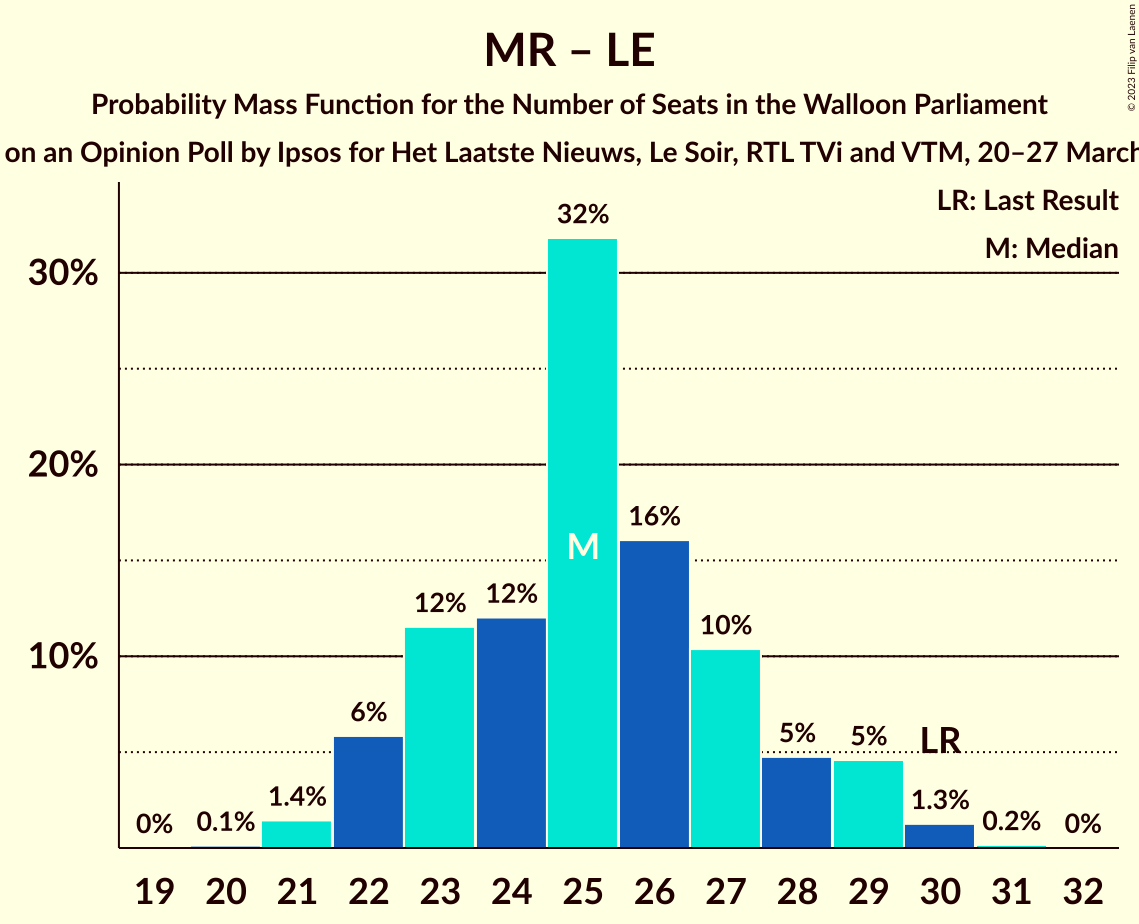 MR – LE
Probability Mass Function for the Number of Seats in the Walloon Parliament
on an Opinion Poll by Ipsos for Het Laatste Nieuws, Le Soir, RTL TVi and VTM, 20–27 March
© 2023 Filip van Laenen
LR: Last Result
M: Median
30%
20%
10%
0%
0.1%
1.4%
6%
12%
12%
32%
M
16%
10%
5%
5%
LR
1.3%
0.2%
0%
19 20 21 22 23 24 25 26 27 28 29 30 31 32